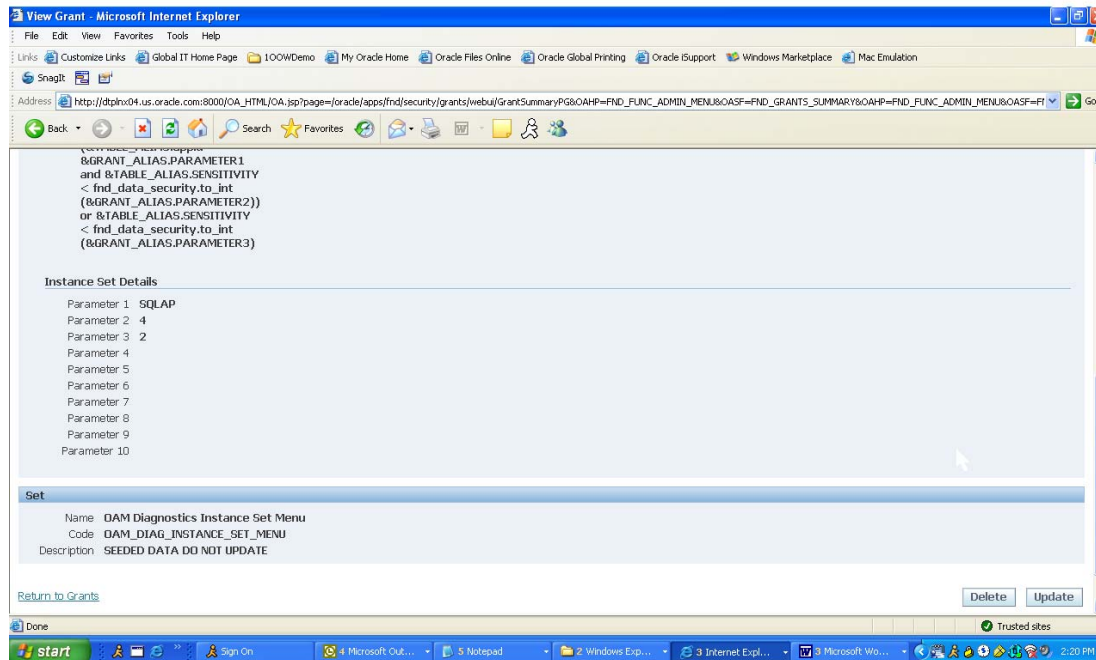 View Grant - Microsoft Internet Explorer
File Edit View Favorites Tools Help
Links Customize Links Global IT Home Page 10OWDemo My Oracle Home Oracle Files Online Oracle Global Printing Oracle iSupport Windows Marketplace Mac Emulation
SnagIt
Address http://dtplnx04.us.oracle.com:8000/OA_HTML/OA.jsp?page=/oracle/apps/fnd/security/grants/webui/GrantSummaryPG&OAHP=FND_FUNC_ADMIN_MENU&OASF=FND_GRANTS_SUMMARY&OAHP=FND_FUNC_ADMIN_MENU&OASF=FF Go
Back Search Favorites
&GRANT_ALIAS.PARAMETER1
and &TABLE_ALIAS.SENSITIVITY
< fnd_data_security.to_int
(&GRANT_ALIAS.PARAMETER2))
or &TABLE_ALIAS.SENSITIVITY
< fnd_data_security.to_int
(&GRANT_ALIAS.PARAMETER3)
Instance Set Details
Parameter 1 SQLAP
Parameter 2 4
Parameter 3 2
Parameter 4
Parameter 5
Parameter 6
Parameter 7
Parameter 8
Parameter 9
Parameter 10
Set
Name OAM Diagnostics Instance Set Menu
Code OAM_DIAG_INSTANCE_SET_MENU
Description SEEDED DATA DO NOT UPDATE
Return to Grants Delete Update
Done Trusted sites
start Sign On 4 Microsoft Out... 5 Notepad 2 Windows Exp... 3 Internet Expl... 3 Microsoft Wo... 2:20 PM